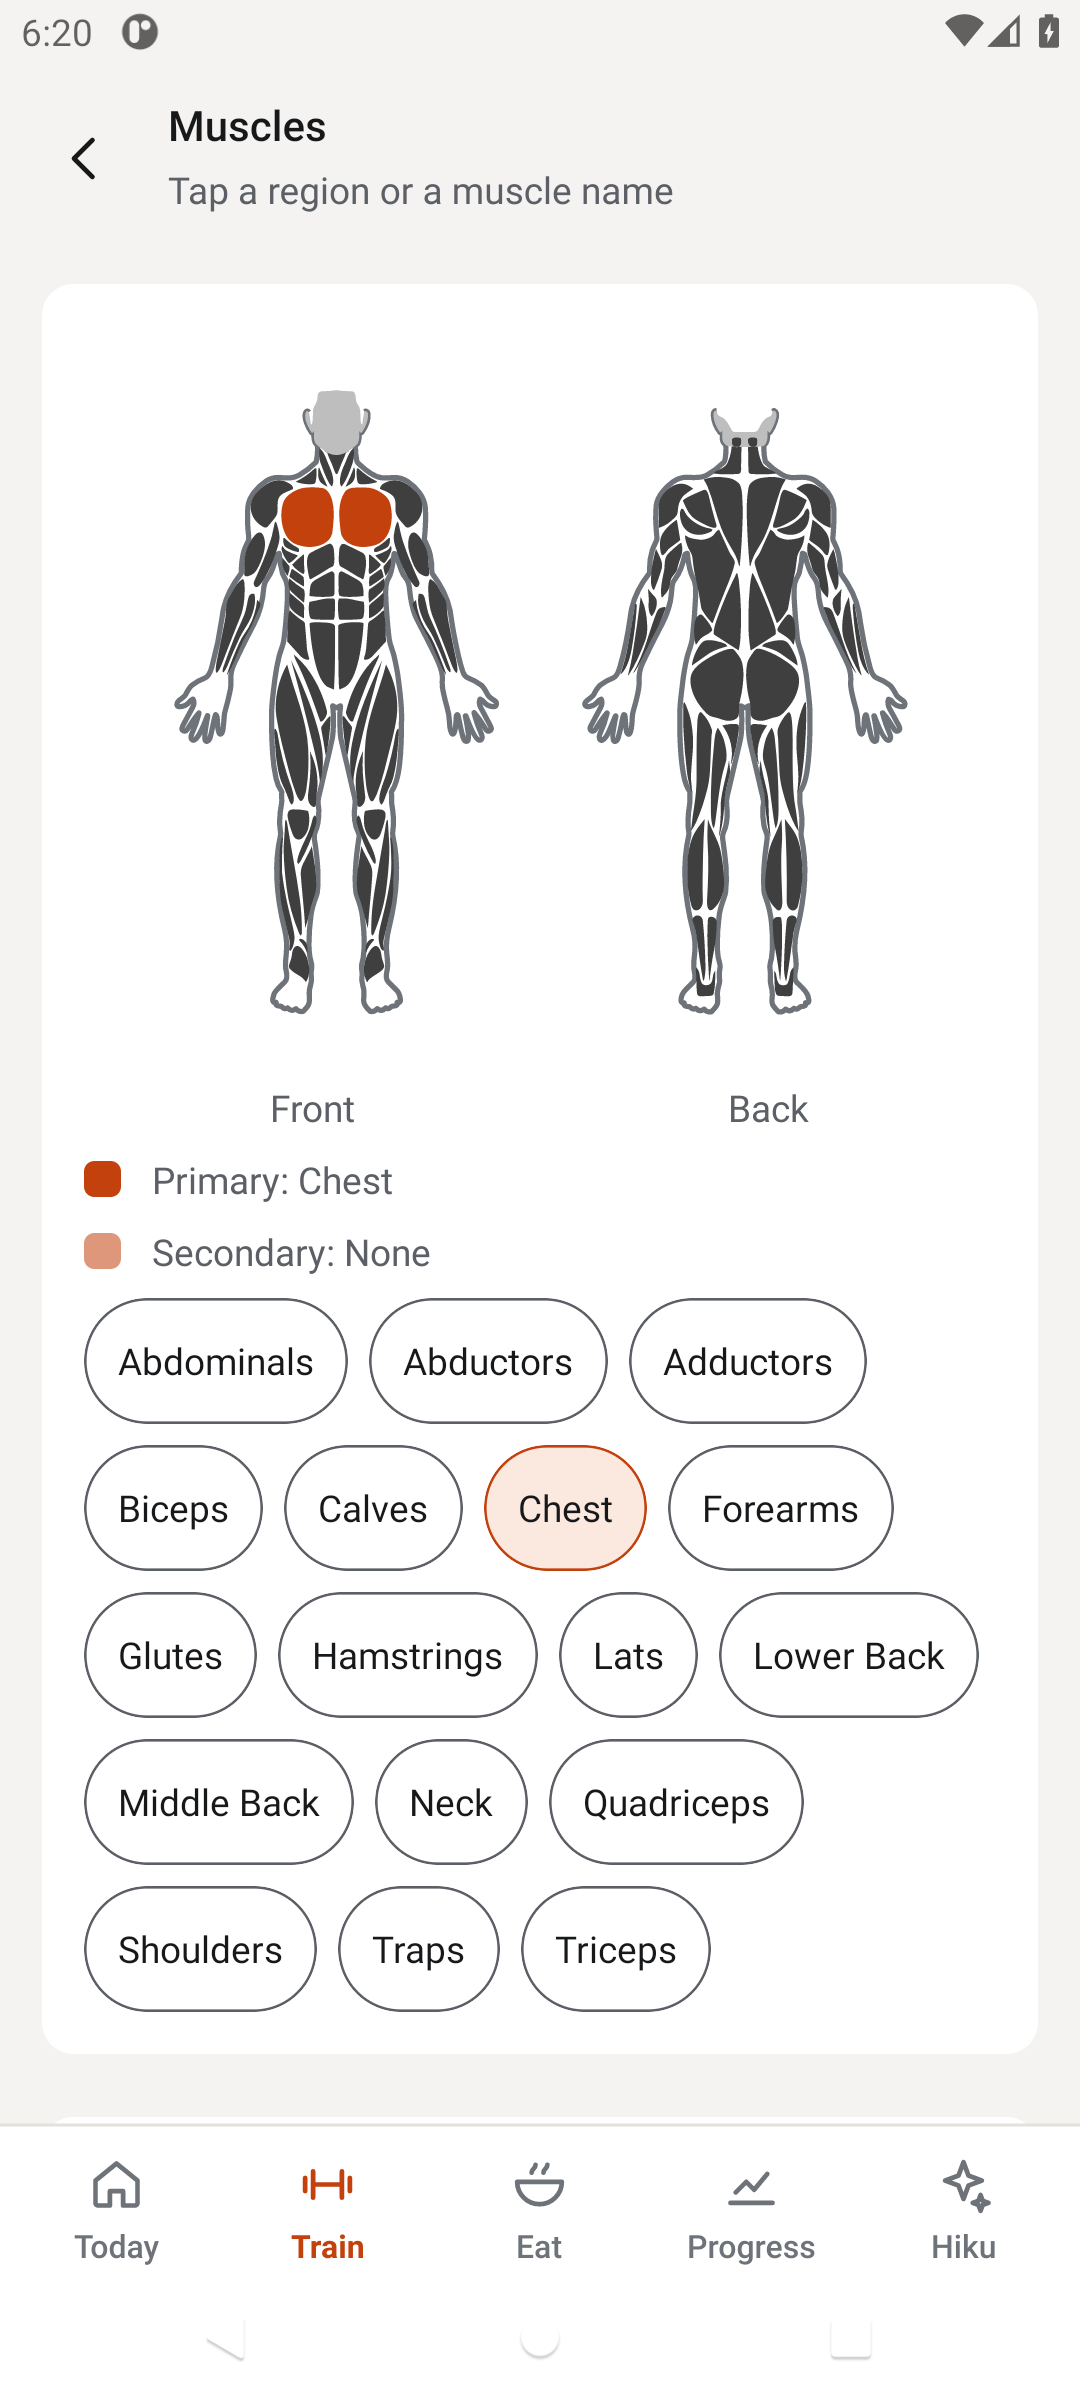 6:20
Muscles
Tap a region or a muscle name
Front Back
Primary: Chest
Secondary: None
Abdominals Abductors Adductors
Biceps Calves Chest Forearms
Glutes Hamstrings Lats Lower Back
Middle Back Neck Quadriceps
Shoulders Traps Triceps
Today Train Eat Progress Hiku